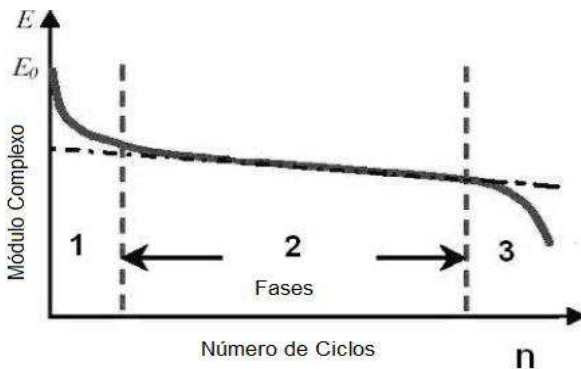 E
E₀
Módulo Complexo
1
2
3
Fases
Número de Ciclos
n